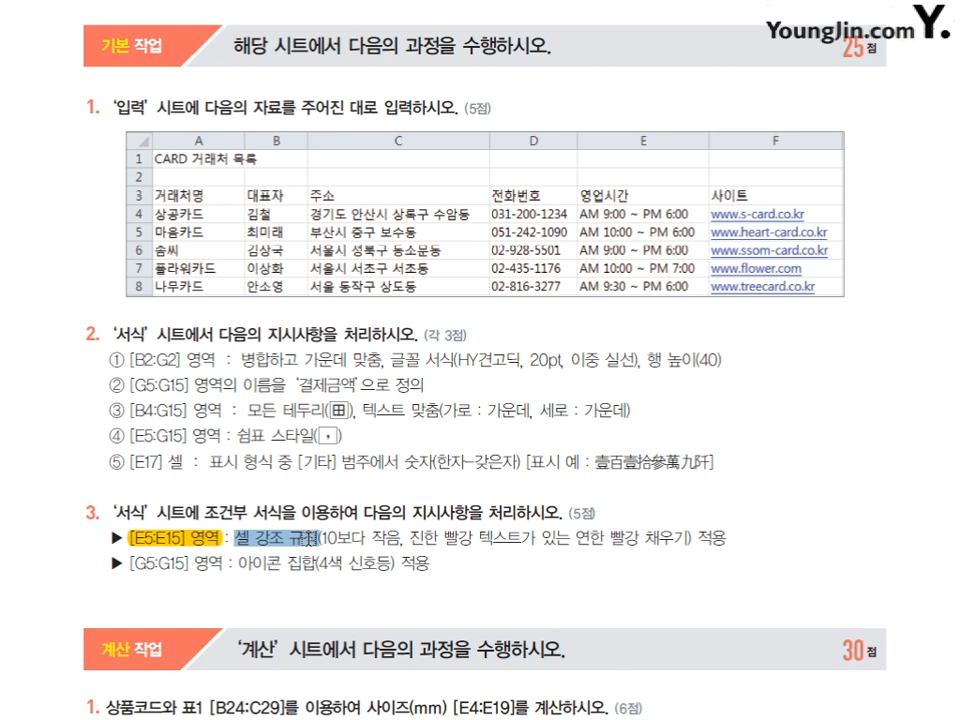 YoungJin.com Y.
기본 작업 해당 시트에서 다음의 과정을 수행하시오. 25점
1. ‘입력’ 시트에 다음의 자료를 주어진 대로 입력하시오. (5점)
A B C D E F
1 CARD 거래처 목록
2
3 거래처명 대표자 주소 전화번호 영업시간 사이트
4 상공카드 김철 경기도 안산시 상록구 수암동 031-200-1234 AM 9:00 ~ PM 6:00 www.s-card.co.kr
5 마음카드 최미래 부산시 중구 보수동 051-242-1090 AM 10:00 ~ PM 6:00 www.heart-card.co.kr
6 솜씨 김상국 서울시 성북구 동소문동 02-928-5501 AM 9:00 ~ PM 6:00 www.ssom-card.co.kr
7 플라워카드 이상화 서울시 서초구 서초동 02-435-1176 AM 10:00 ~ PM 7:00 www.flower.com
8 나무카드 안소영 서울 동작구 상도동 02-816-3277 AM 9:30 ~ PM 6:00 www.treecard.co.kr
2. ‘서식’ 시트에서 다음의 지시사항을 처리하시오. (각 3점)
① [B2:G2] 영역 : 병합하고 가운데 맞춤, 글꼴 서식(HY견고딕, 20pt, 이중 실선), 행 높이(40)
② [G5:G15] 영역의 이름을 ‘결제금액’으로 정의
③ [B4:G15] 영역 : 모든 테두리(田), 텍스트 맞춤(가로 : 가운데, 세로 : 가운데)
④ [E5:G15] 영역 : 쉼표 스타일( , )
⑤ [E17] 셀 : 표시 형식 중 [기타] 범주에서 숫자(한자-갖은자) [표시 예 : 壹百壹拾參萬九阡]
3. ‘서식’ 시트에 조건부 서식을 이용하여 다음의 지시사항을 처리하시오. (5점)
▶ [E5:E15] 영역 : 셀 강조 규칙(10보다 작음, 진한 빨강 텍스트가 있는 연한 빨강 채우기) 적용
▶ [G5:G15] 영역 : 아이콘 집합(4색 신호등) 적용
계산 작업 ‘계산’ 시트에서 다음의 과정을 수행하시오. 30점
1. 상품코드와 표1 [B24:C29]를 이용하여 사이즈(mm) [E4:E19]를 계산하시오. (6점)